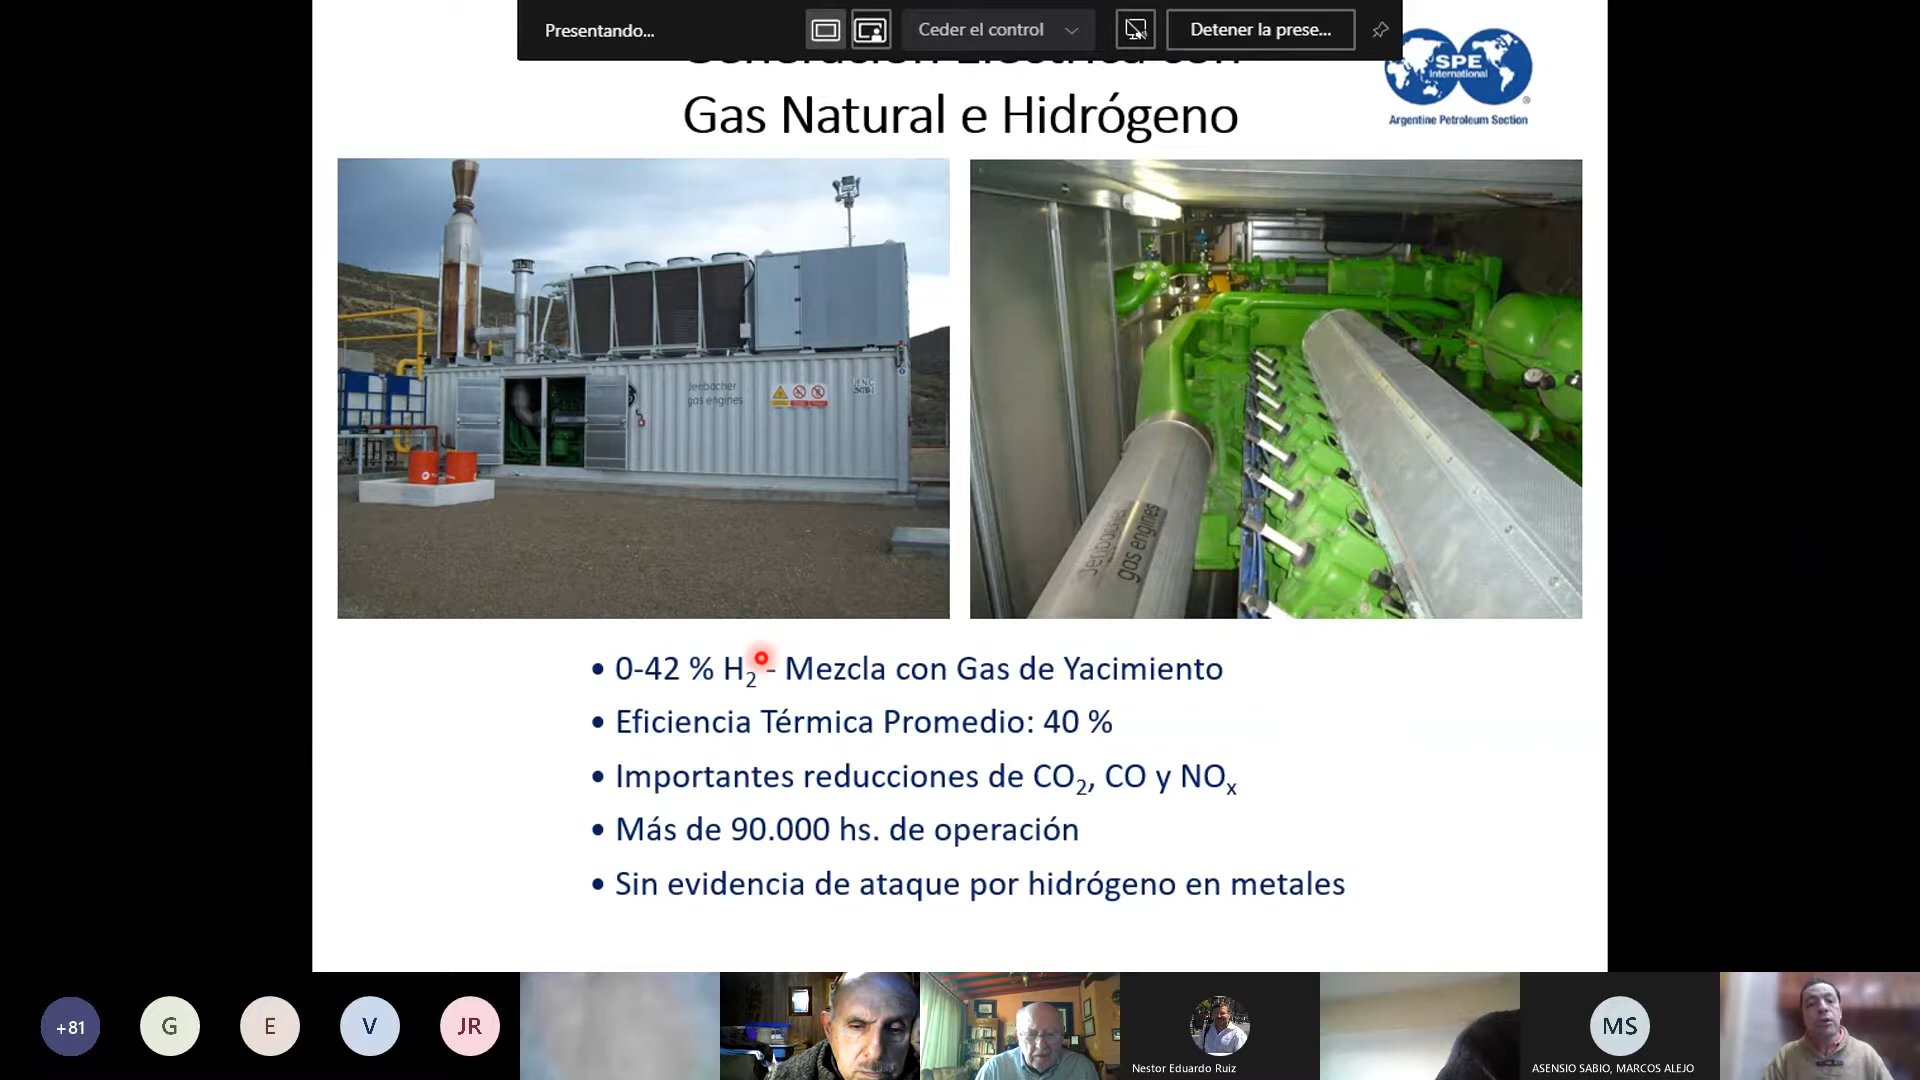 Presentando...
Ceder el control
Detener la prese...
Generación Eléctrica con
Gas Natural e Hidrógeno
SPE
International
®
Argentine Petroleum Section
Jenbacher
gas engines
Jenbacher
gas engines
• 0-42 % H₂ - Mezcla con Gas de Yacimiento
• Eficiencia Térmica Promedio: 40 %
• Importantes reducciones de CO₂, CO y NOₓ
• Más de 90.000 hs. de operación
• Sin evidencia de ataque por hidrógeno en metales
+81
G
E
V
JR
Nestor Eduardo Ruiz
MS
ASENSIO SABIO, MARCOS ALEJO